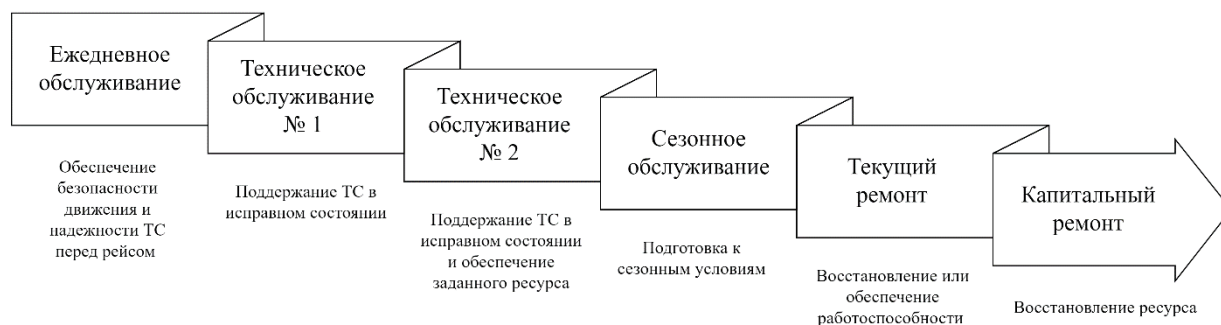 Ежедневное
обслуживание
Обеспечение
безопасности
движения и
надежности ТС
перед рейсом
Техническое
обслуживание
№ 1
Поддержание ТС в
исправном состоянии
Техническое
обслуживание
№ 2
Поддержание ТС в
исправном состоянии
и обеспечение
заданного ресурса
Сезонное
обслуживание
Подготовка к
сезонным условиям
Текущий
ремонт
Восстановление или
обеспечение
работоспособности
Капитальный
ремонт
Восстановление ресурса